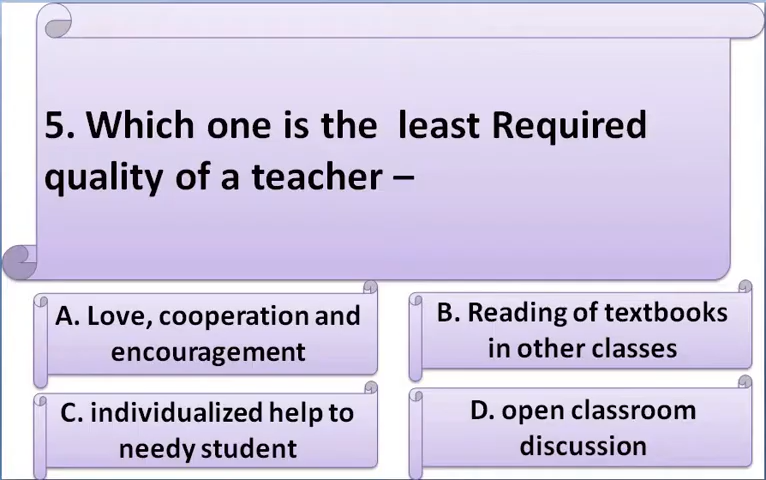 5. Which one is the least Required
quality of a teacher –
A. Love, cooperation and
encouragement
B. Reading of textbooks
in other classes
C. individualized help to
needy student
D. open classroom
discussion